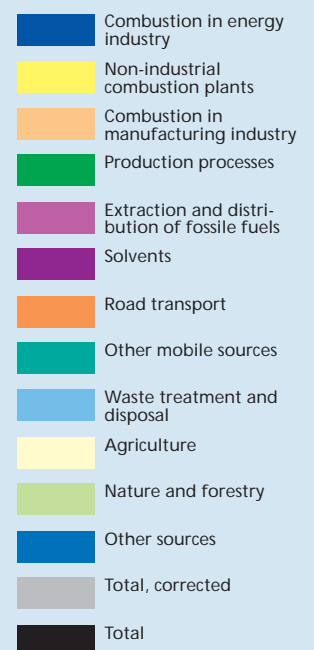 Combustion in energy
industry
Non-industrial
combustion plants
Combustion in
manufacturing industry
Production processes
Extraction and distri-
bution of fossile fuels
Solvents
Road transport
Other mobile sources
Waste treatment and
disposal
Agriculture
Nature and forestry
Other sources
Total, corrected
Total